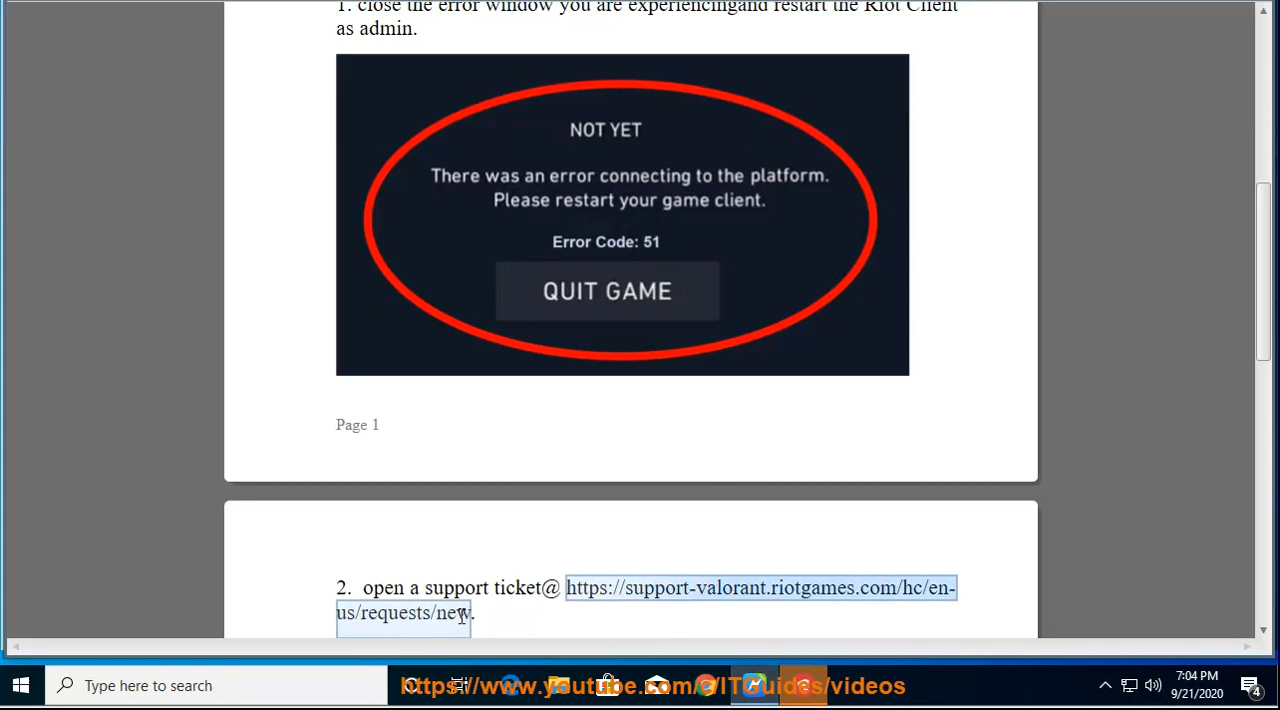 1. close the error window you are experiencingand restart the Riot Client
as admin.
NOT YET
There was an error connecting to the platform.
Please restart your game client.
Error Code: 51
QUIT GAME
Page 1
2. open a support ticket@ https://support-valorant.riotgames.com/hc/en-
us/requests/new.
Type here to search
https://www.youtube.com/c/ITGuides/videos
7:04 PM
9/21/2020
4